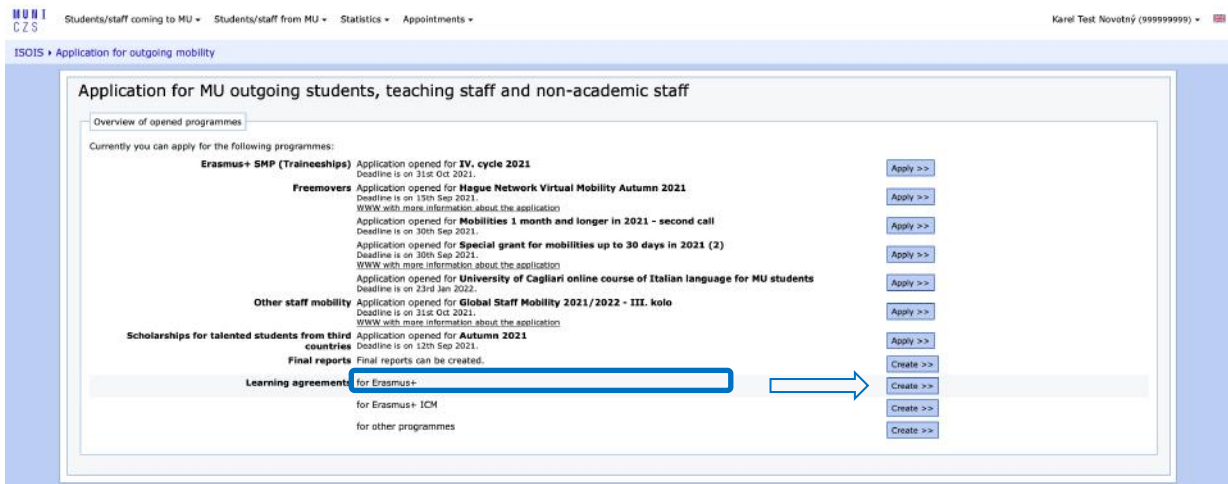 MUNI
CZS
Students/staff coming to MU Students/staff from MU Statistics Appointments Karel Test Novotný (999999999)
ISOIS Application for outgoing mobility
Application for MU outgoing students, teaching staff and non-academic staff
Overview of opened programmes
Currently you can apply for the following programmes:
Erasmus+ SMP (Traineeships) Application opened for IV. cycle 2021 Apply >>
Deadline is on 31st Oct 2021.
Freemovers Application opened for Hague Network Virtual Mobility Autumn 2021 Apply >>
Deadline is on 15th Sep 2021.
WWW with more information about the application
Application opened for Mobilities 1 month and longer in 2021 - second call Apply >>
Deadline is on 30th Sep 2021.
Application opened for Special grant for mobilities up to 30 days in 2021 (2) Apply >>
Deadline is on 30th Sep 2021.
WWW with more information about the application
Application opened for University of Cagliari online course of Italian language for MU students Apply >>
Deadline is on 23rd Jan 2022.
Other staff mobility Application opened for Global Staff Mobility 2021/2022 - III. kolo Apply >>
Deadline is on 31st Oct 2021.
WWW with more information about the application
Scholarships for talented students from third Application opened for Autumn 2021 Apply >>
countries Deadline is on 12th Sep 2021.
Final reports Final reports can be created. Create >>
Learning agreements for Erasmus+ Create >>
for Erasmus+ ICM Create >>
for other programmes Create >>